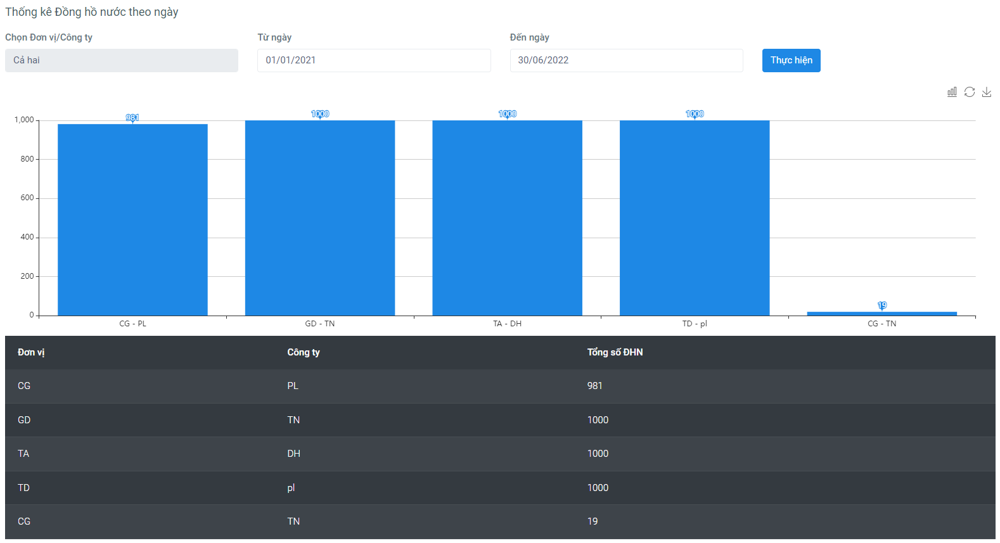 Thống kê Đồng hồ nước theo ngày
Chọn Đơn vị/Công ty Từ ngày Đến ngày
Cả hai 01/01/2021 30/06/2022 Thực hiện
981 1000 1000 1000 19
1,000
800
600
400
200
0
CG - PL GD - TN TA - DH TD - pl CG - TN
Đơn vị Công ty Tổng số ĐHN
CG PL 981
GD TN 1000
TA DH 1000
TD pl 1000
CG TN 19